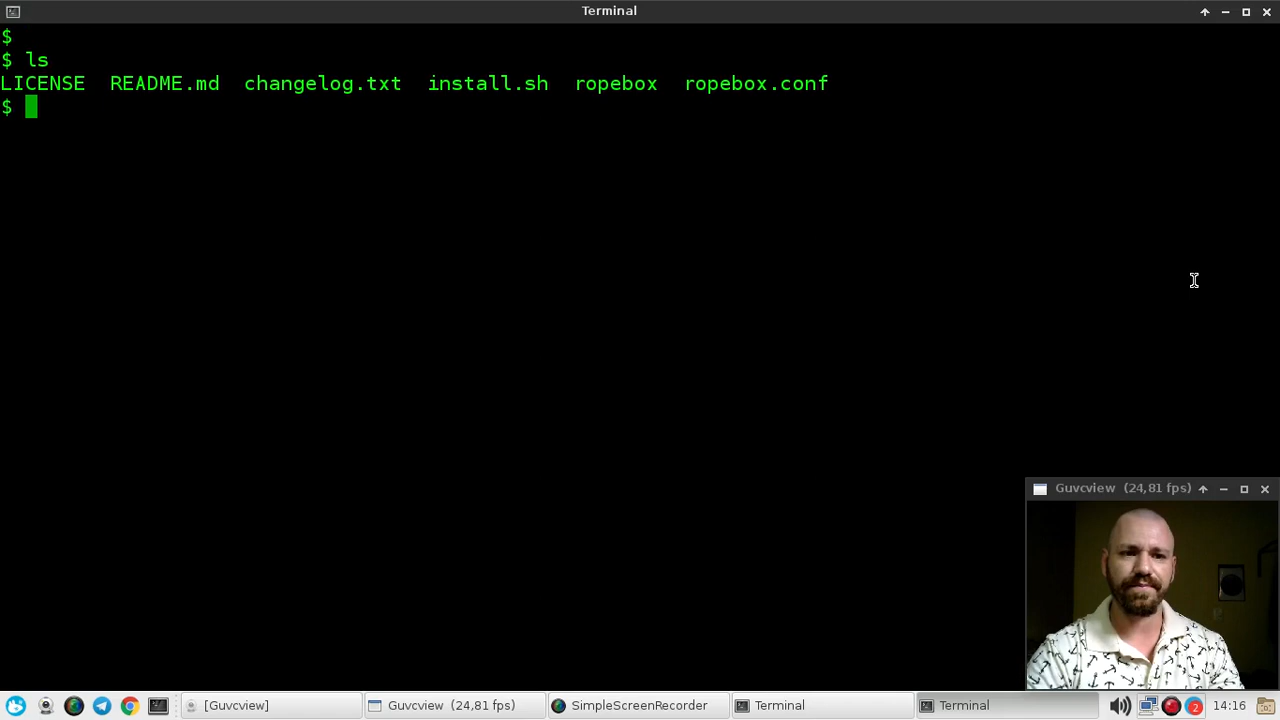 Terminal
$
$ ls
LICENSE README.md changelog.txt install.sh ropebox ropebox.conf
$
Guvcview (24,81 fps)
[Guvcview] Guvcview (24,81 fps) SimpleScreenRecorder Terminal Terminal 2 14:16